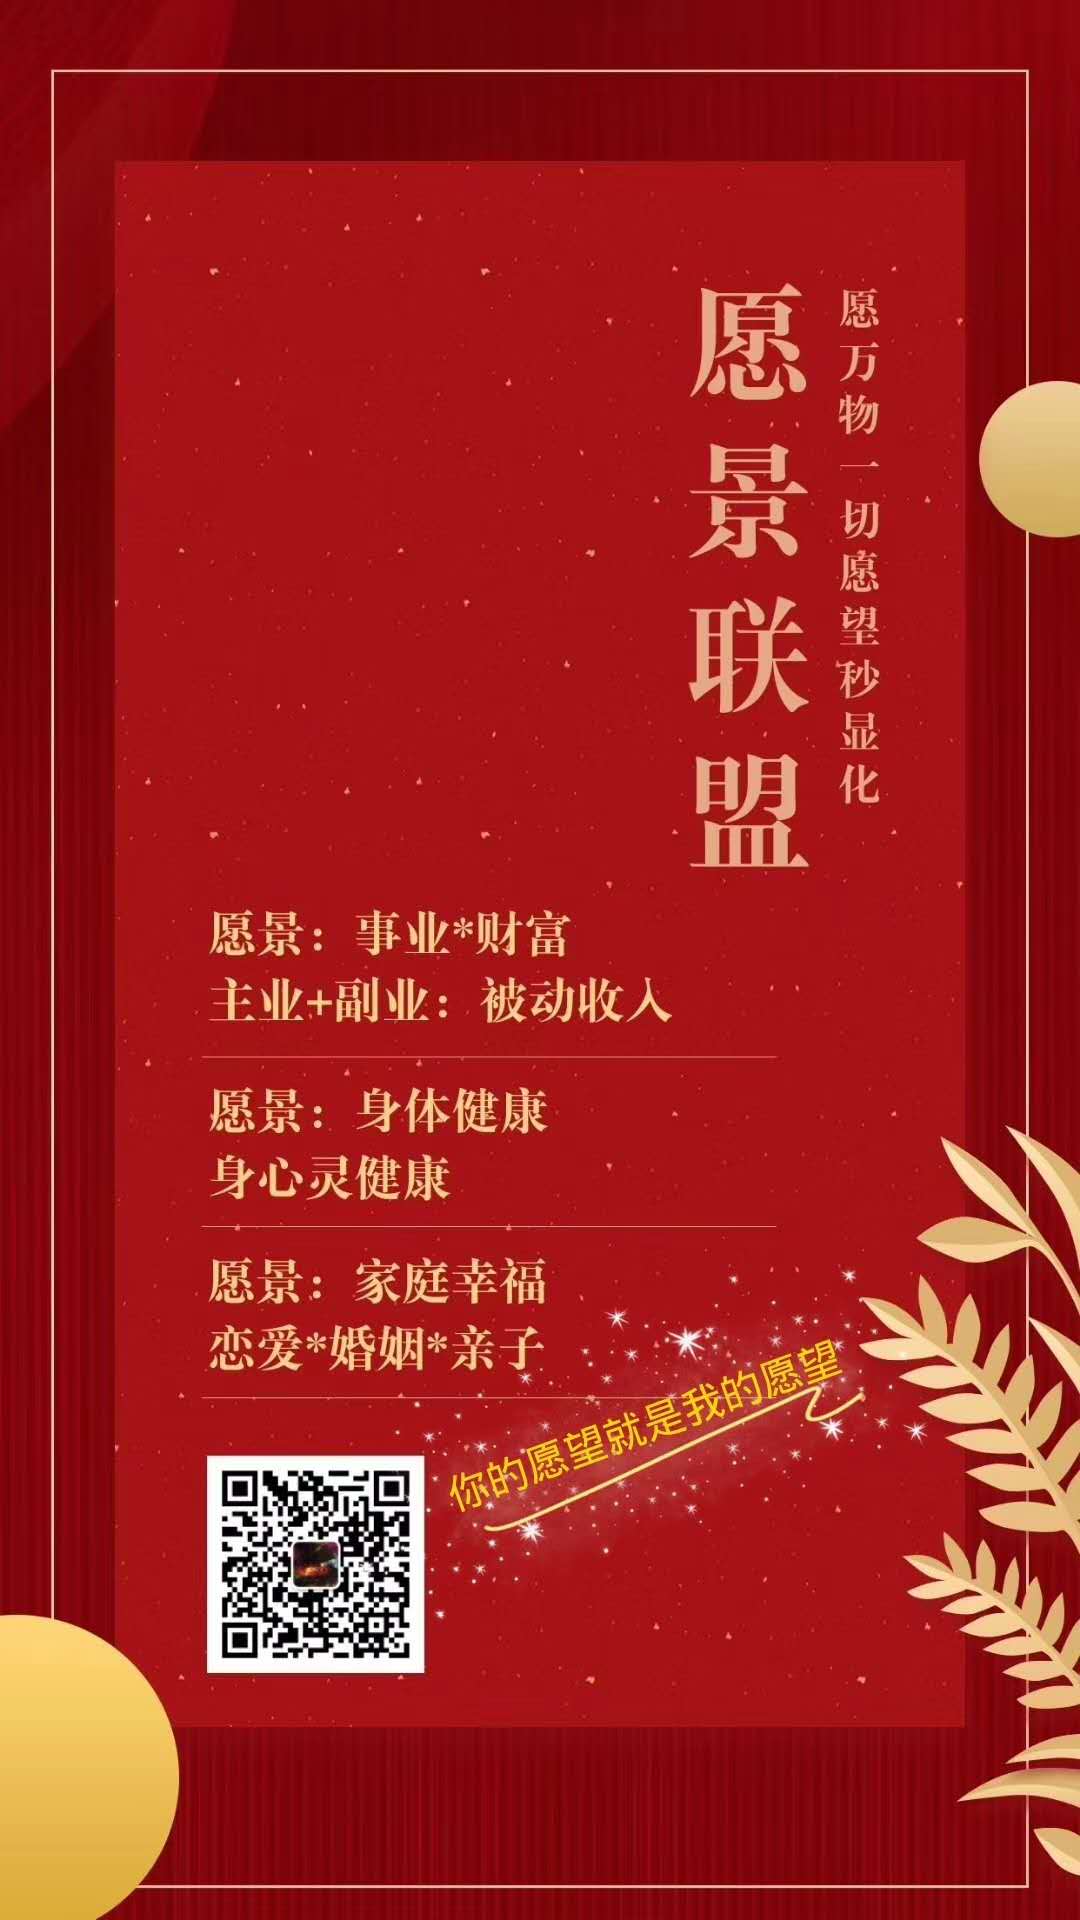 愿万物一切愿望秒显化
愿景联盟
愿景：事业*财富
主业+副业：被动收入
愿景：身体健康
身心灵健康
愿景：家庭幸福
恋爱*婚姻*亲子
你的愿望就是我的愿望